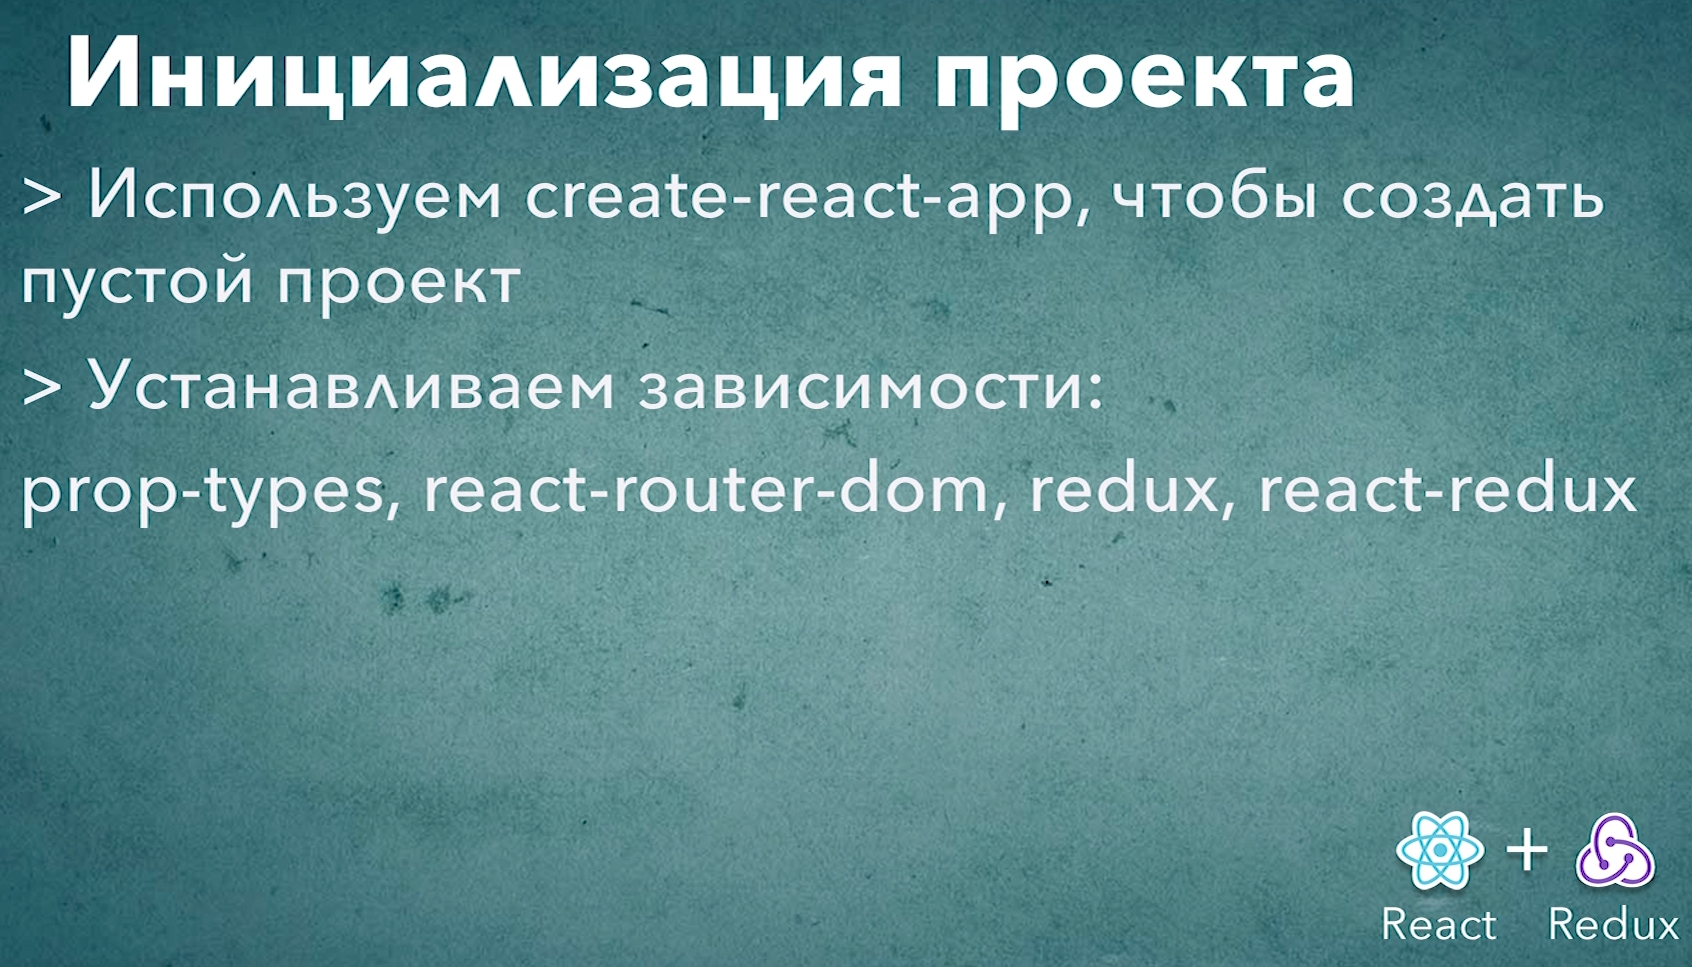 Инициализация проекта
> Используем create-react-app, чтобы создать
пустой проект
> Устанавливаем зависимости:
prop-types, react-router-dom, redux, react-redux
+
React Redux